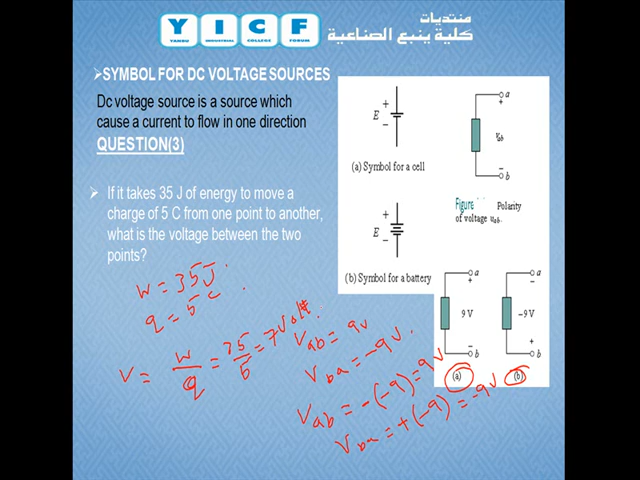 Y I C F
YANBU INDUSTRIAL COLLEGE FORUM
منتديات
كلية ينبع الصناعية
➢SYMBOL FOR DC VOLTAGE SOURCES
Dc voltage source is a source which
cause a current to flow in one direction
QUESTION(3)
➢ If it takes 35 J of energy to move a
charge of 5 C from one point to another,
what is the voltage between the two
points?
E + −
(a) Symbol for a cell
E + −
(b) Symbol for a battery
a
+
vab
−
b
Figure Polarity
of voltage vab.
a
+
9 V
−
b
(a)
a
−
−9 V
+
b
(b)
W = 35 J
q = 5 C
V = W/q = 35/5 = 7 Volt
Vab = 9V
Vba = −9V
Vab = −(−9) = 9V
Vba = +(−9) = −9V